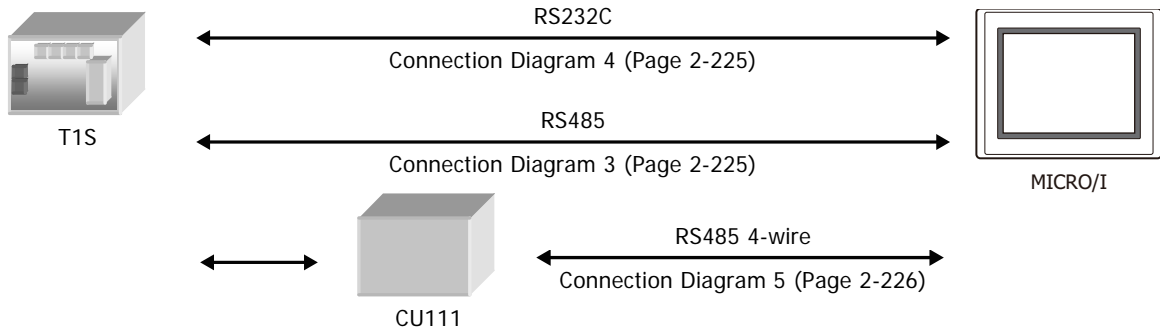 RS232C
Connection Diagram 4 (Page 2-225)
T1S
RS485
Connection Diagram 3 (Page 2-225)
MICRO/I
RS485 4-wire
Connection Diagram 5 (Page 2-226)
CU111